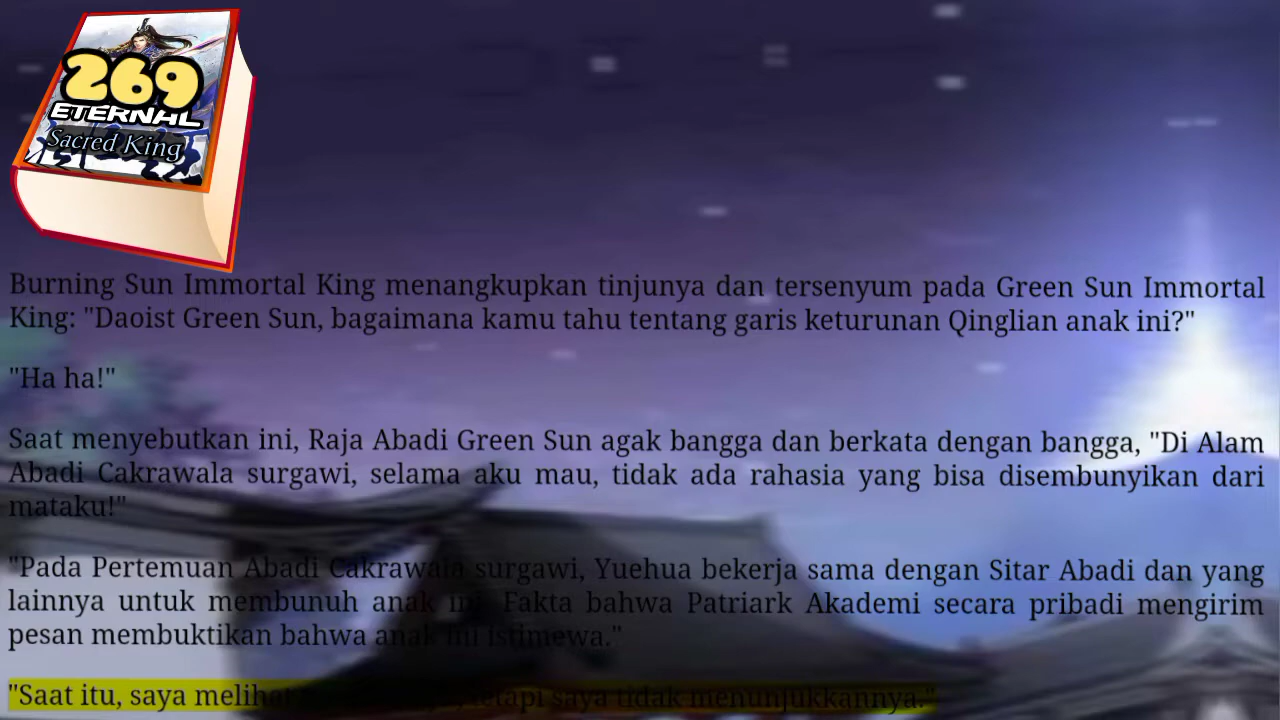 269
ETERNAL
Sacred King
Burning Sun Immortal King menangkupkan tinjunya dan tersenyum pada Green Sun Immortal
King: "Daoist Green Sun, bagaimana kamu tahu tentang garis keturunan Qinglian anak ini?"
"Ha ha!"
Saat menyebutkan ini, Raja Abadi Green Sun agak bangga dan berkata dengan bangga, "Di Alam
Abadi Cakrawala surgawi, selama aku mau, tidak ada rahasia yang bisa disembunyikan dari
mataku!"
"Pada Pertemuan Abadi Cakrawala surgawi, Yuehua bekerja sama dengan Sitar Abadi dan yang
lainnya untuk membunuh anak ini. Fakta bahwa Patriark Akademi secara pribadi mengirim
pesan membuktikan bahwa anak ini istimewa."
"Saat itu, saya melihat tetapi saya tidak menunjukkannya."